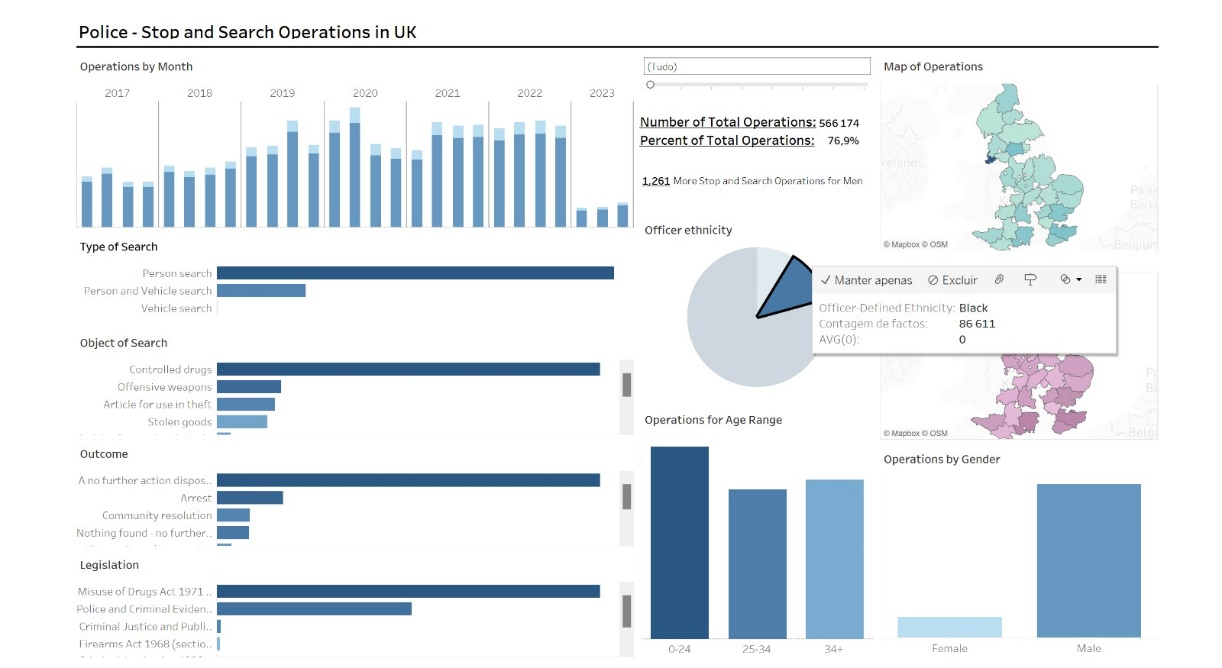 Police - Stop and Search Operations in UK
Operations by Month
2017 2018 2019 2020 2021 2022 2023
Type of Search
Person search
Person and Vehicle search
Vehicle search
Object of Search
Controlled drugs
Offensive weapons
Article for use in theft
Stolen goods
Outcome
A no further action dispos..
Arrest
Community resolution
Nothing found - no further..
Legislation
Misuse of Drugs Act 1971 ..
Police and Criminal Eviden..
Criminal Justice and Publi..
Firearms Act 1968 (sectio..
(Tudo)
Number of Total Operations: 566 174
Percent of Total Operations: 76,9%
1,261 More Stop and Search Operations for Men
Officer ethnicity
✓ Manter apenas Excluir
Officer-Defined Ethnicity: Black
Contagem de factos: 86 611
AVG(0): 0
Operations for Age Range
0-24 25-34 34+
Map of Operations
reland
Belgium
© Mapbox © OSM
© Mapbox © OSM
Operations by Gender
Female Male